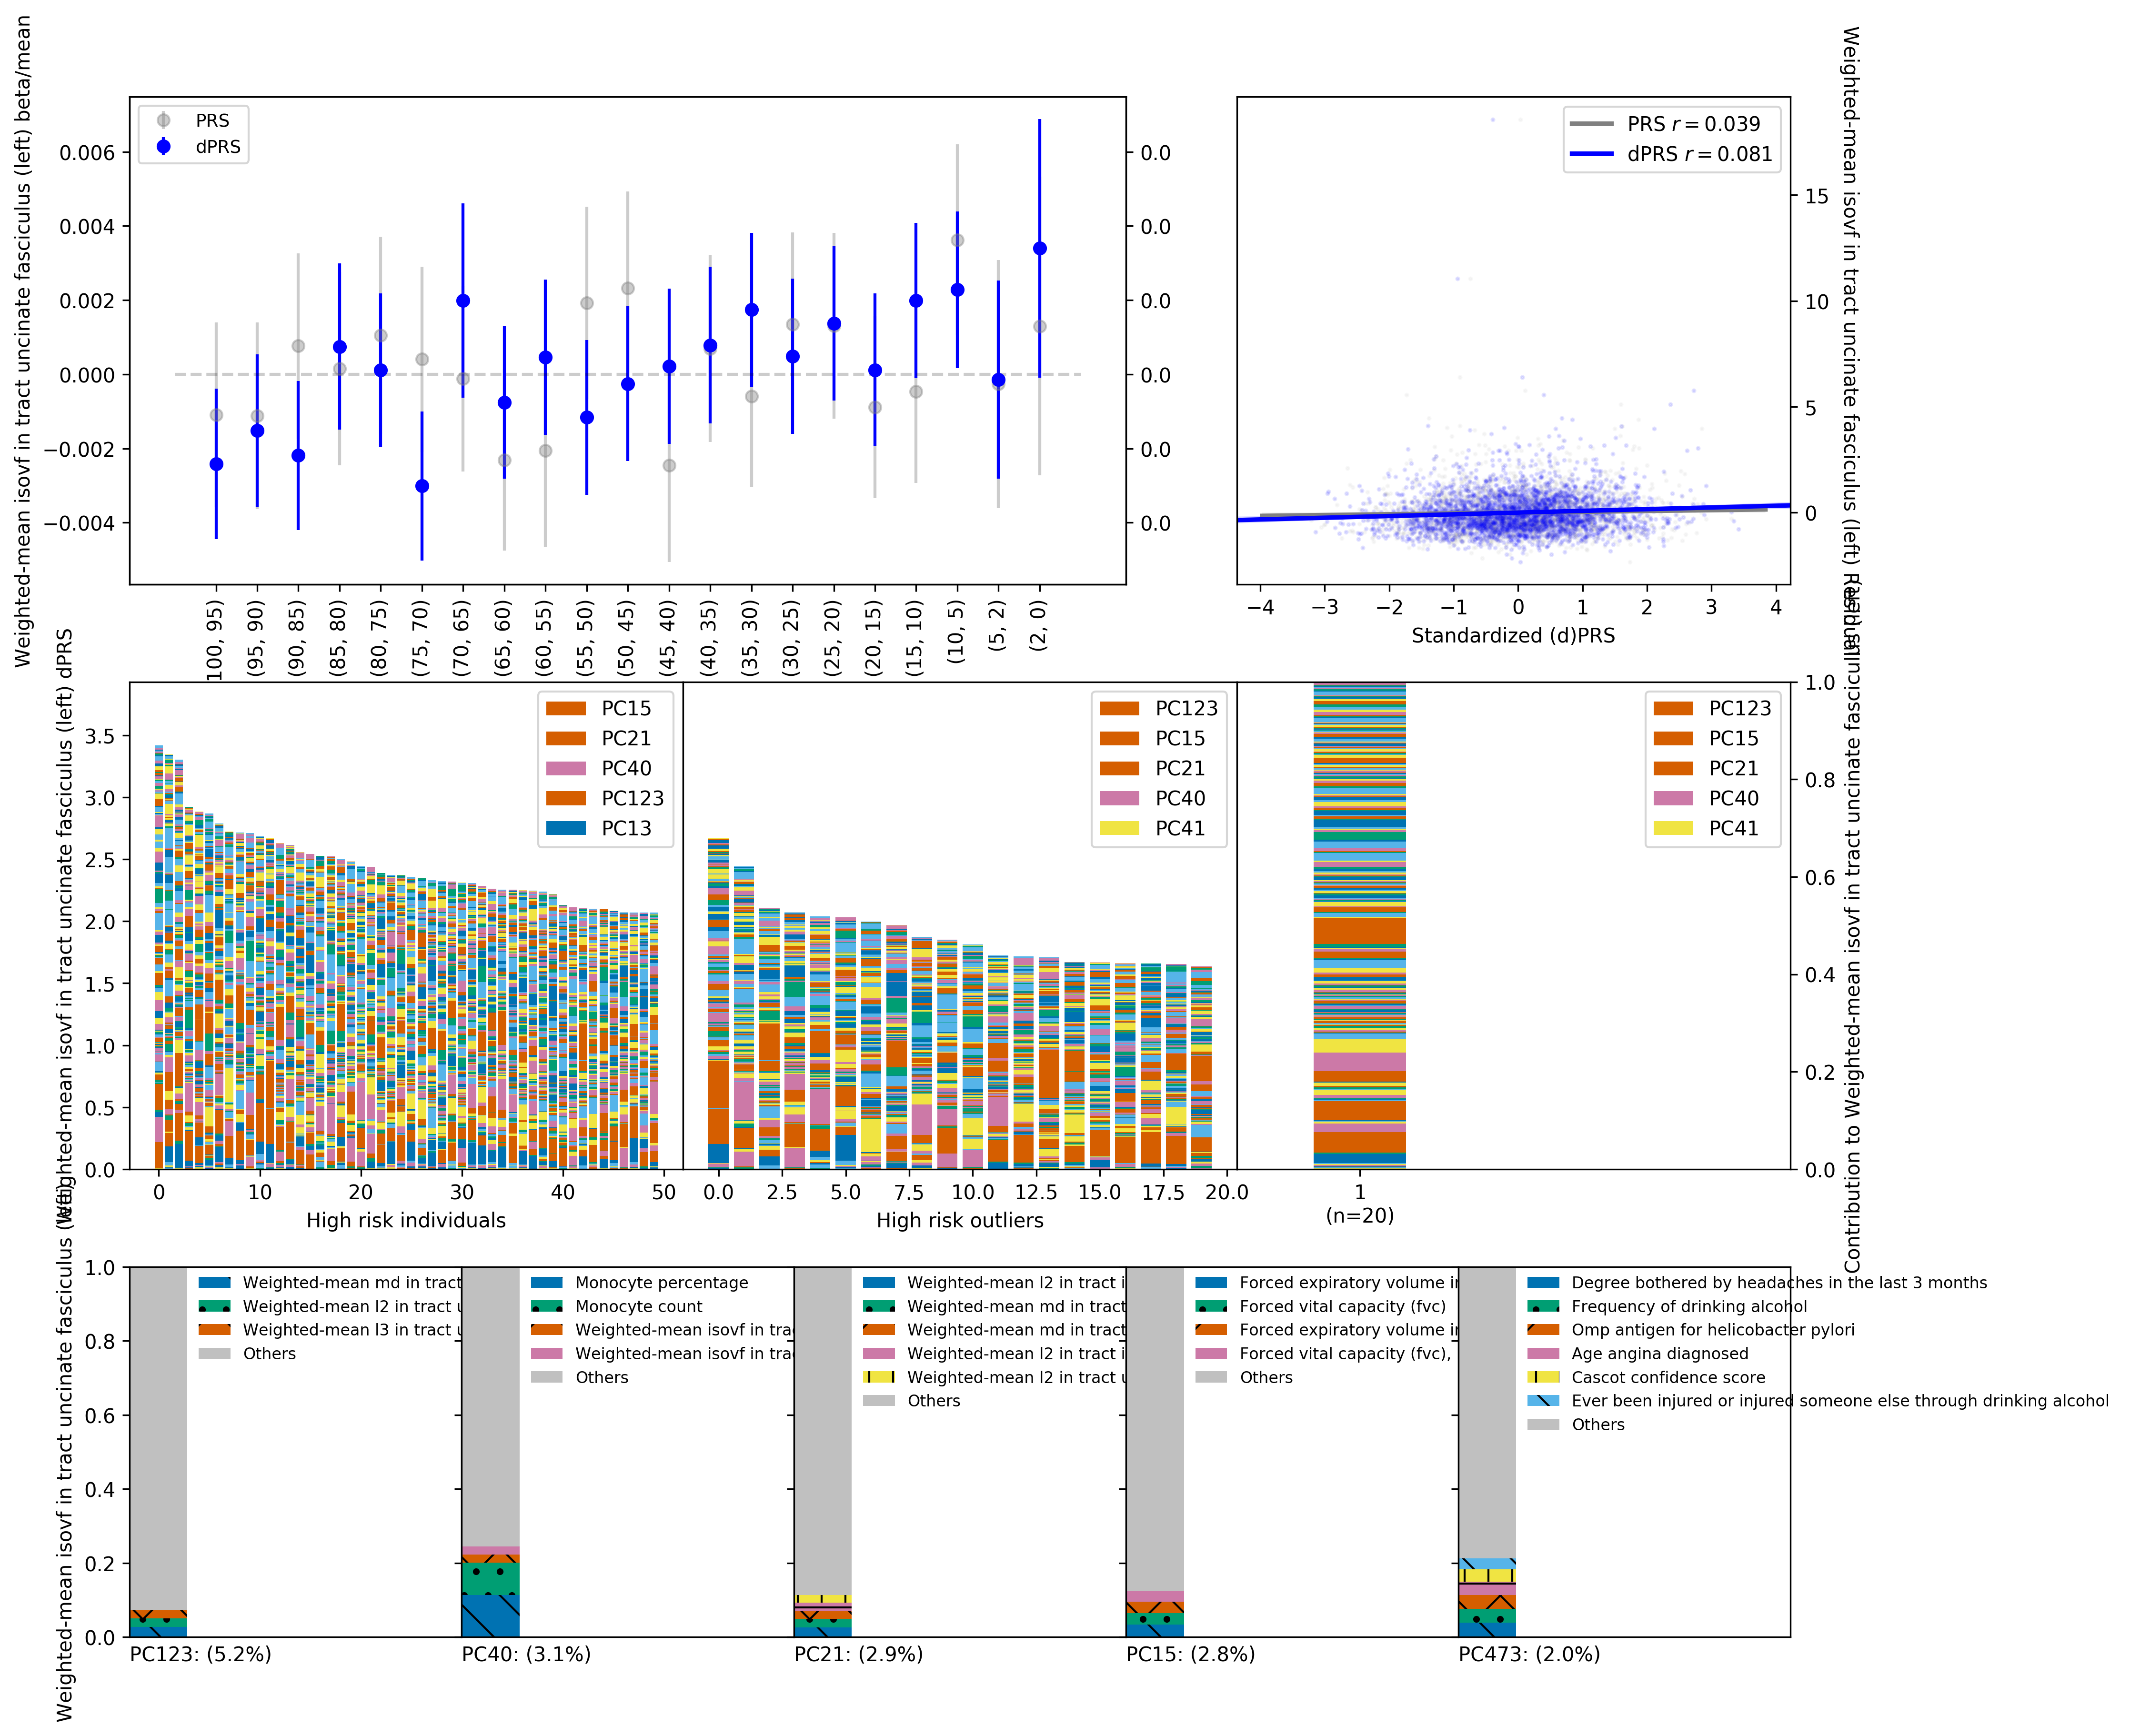 Weighted-mean isovf in tract uncinate fasciculus (left) beta/mean
PRS
dPRS
0.006
0.004
0.002
0.000
−0.002
−0.004
0.0
0.0
0.0
0.0
0.0
0.0
100, 95)
(95, 90)
(90, 85)
(85, 80)
(80, 75)
(75, 70)
(70, 65)
(65, 60)
(60, 55)
(55, 50)
(50, 45)
(45, 40)
(40, 35)
(35, 30)
(30, 25)
(25, 20)
(20, 15)
(15, 10)
(10, 5)
(5, 2)
(2, 0)
PRS r = 0.039
dPRS r = 0.081
15
10
5
0
−4
−3
−2
−1
0
1
2
3
4
Standardized (d)PRS
Weighted-mean isovf in tract uncinate fasciculus (left) Residual
Weighted-mean isovf in tract uncinate fasciculus (left) dPRS
3.5
3.0
2.5
2.0
1.5
1.0
0.5
0.0
PC15
PC21
PC40
PC123
PC13
0
10
20
30
40
50
High risk individuals
PC123
PC15
PC21
PC40
PC41
0.0
2.5
5.0
7.5
10.0
12.5
15.0
17.5
20.0
High risk outliers
PC123
PC15
PC21
PC40
PC41
1
(n=20)
1.0
0.8
0.6
0.4
0.2
0.0
Contribution to Weighted-mean isovf in tract uncinate fasciculus
Weighted-mean isovf in tract uncinate fasciculus (left)
1.0
0.8
0.6
0.4
0.2
0.0
Weighted-mean md in tract
Weighted-mean l2 in tract u
Weighted-mean l3 in tract u
Others
PC123: (5.2%)
Monocyte percentage
Monocyte count
Weighted-mean isovf in tra
Weighted-mean isovf in tra
Others
PC40: (3.1%)
Weighted-mean l2 in tract i
Weighted-mean md in tract
Weighted-mean md in tract
Weighted-mean l2 in tract i
Weighted-mean l2 in tract u
Others
PC21: (2.9%)
Forced expiratory volume in
Forced vital capacity (fvc)
Forced expiratory volume in
Forced vital capacity (fvc),
Others
PC15: (2.8%)
Degree bothered by headaches in the last 3 months
Frequency of drinking alcohol
Omp antigen for helicobacter pylori
Age angina diagnosed
Cascot confidence score
Ever been injured or injured someone else through drinking alcohol
Others
PC473: (2.0%)